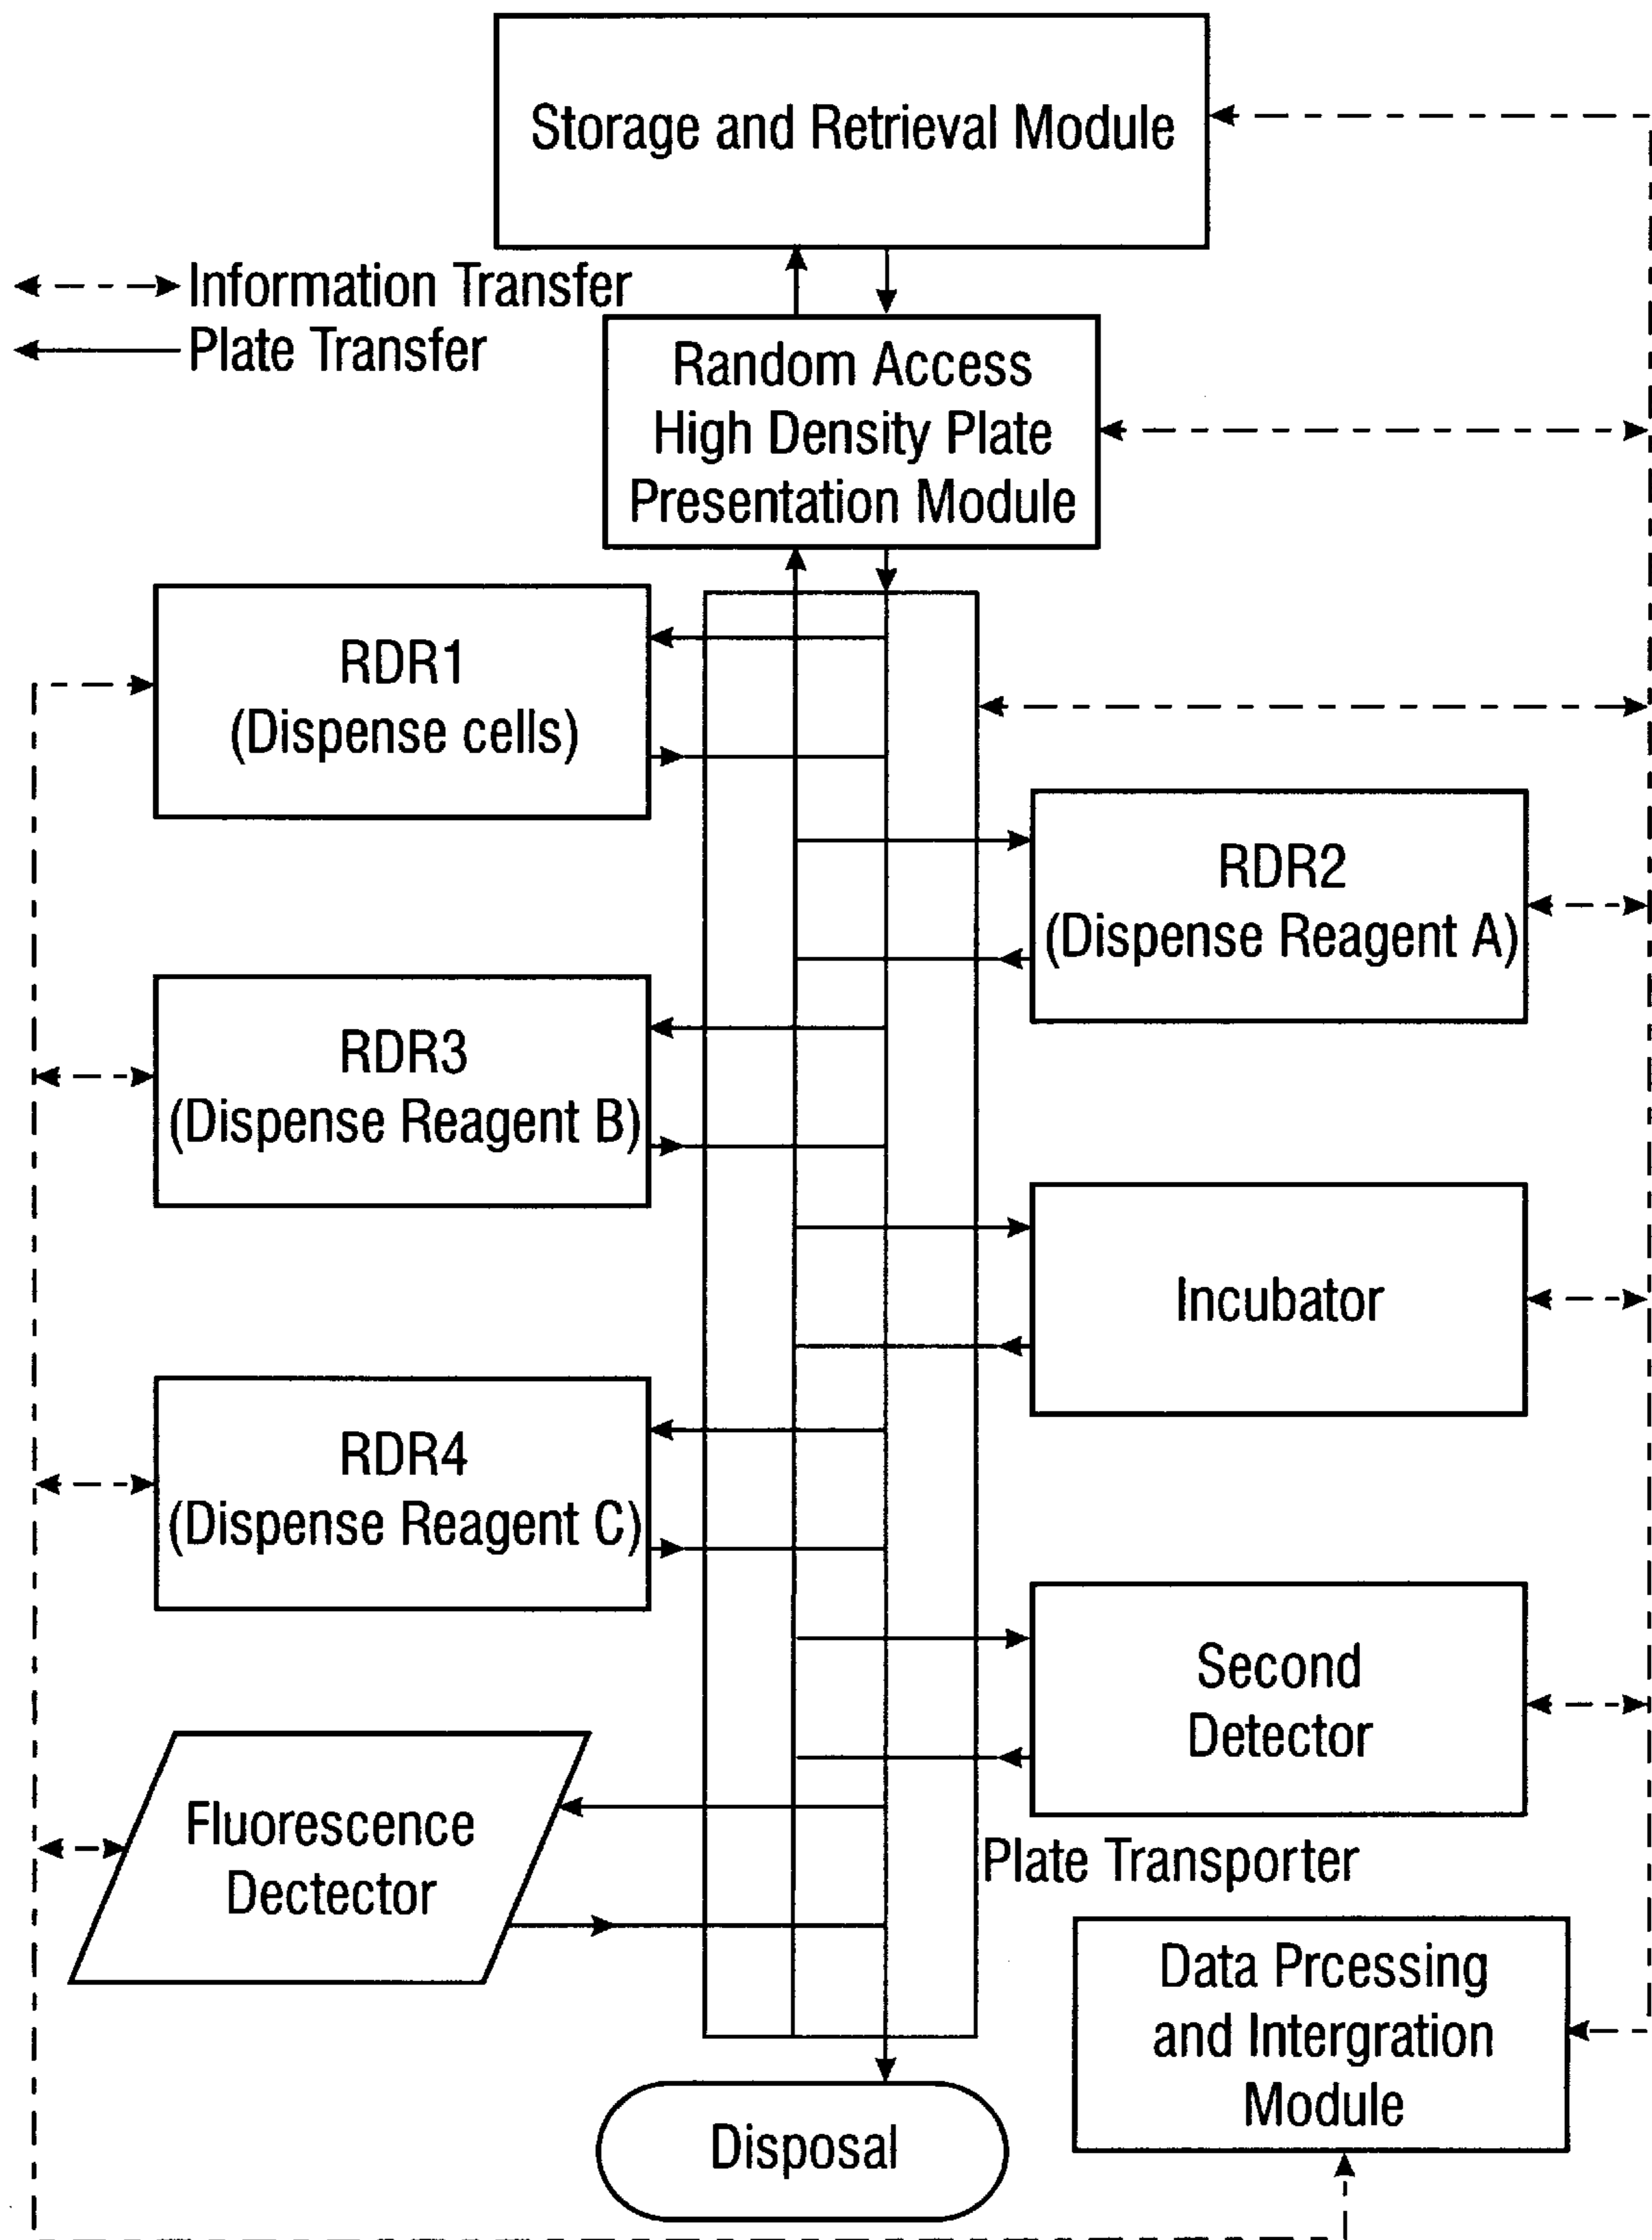 Storage and Retrieval Module
Information Transfer
Plate Transfer
Random Access
High Density Plate
Presentation Module
RDR1
(Dispense cells)
RDR2
(Dispense Reagent A)
RDR3
(Dispense Reagent B)
Incubator
RDR4
(Dispense Reagent C)
Second
Detector
Fluorescence
Dectector
Plate Transporter
Data Prcessing
and Intergration
Module
Disposal